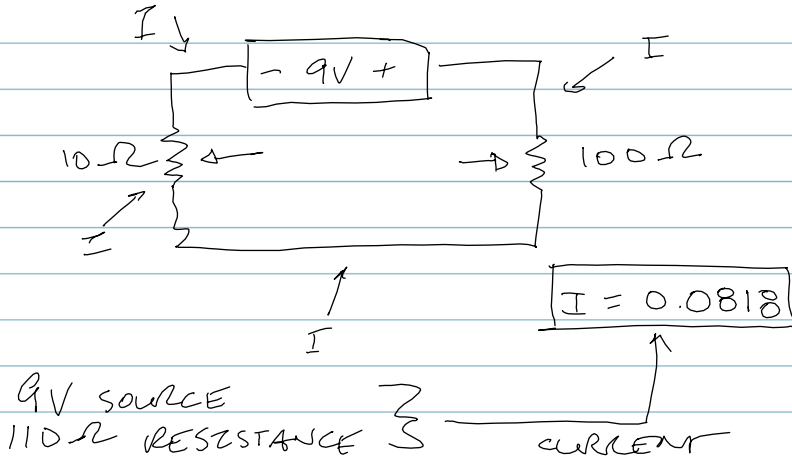 I
- 9V +
I
10Ω
100Ω
I
I
I = 0.0818
9V SOURCE
110Ω RESISTANCE
CURRENT